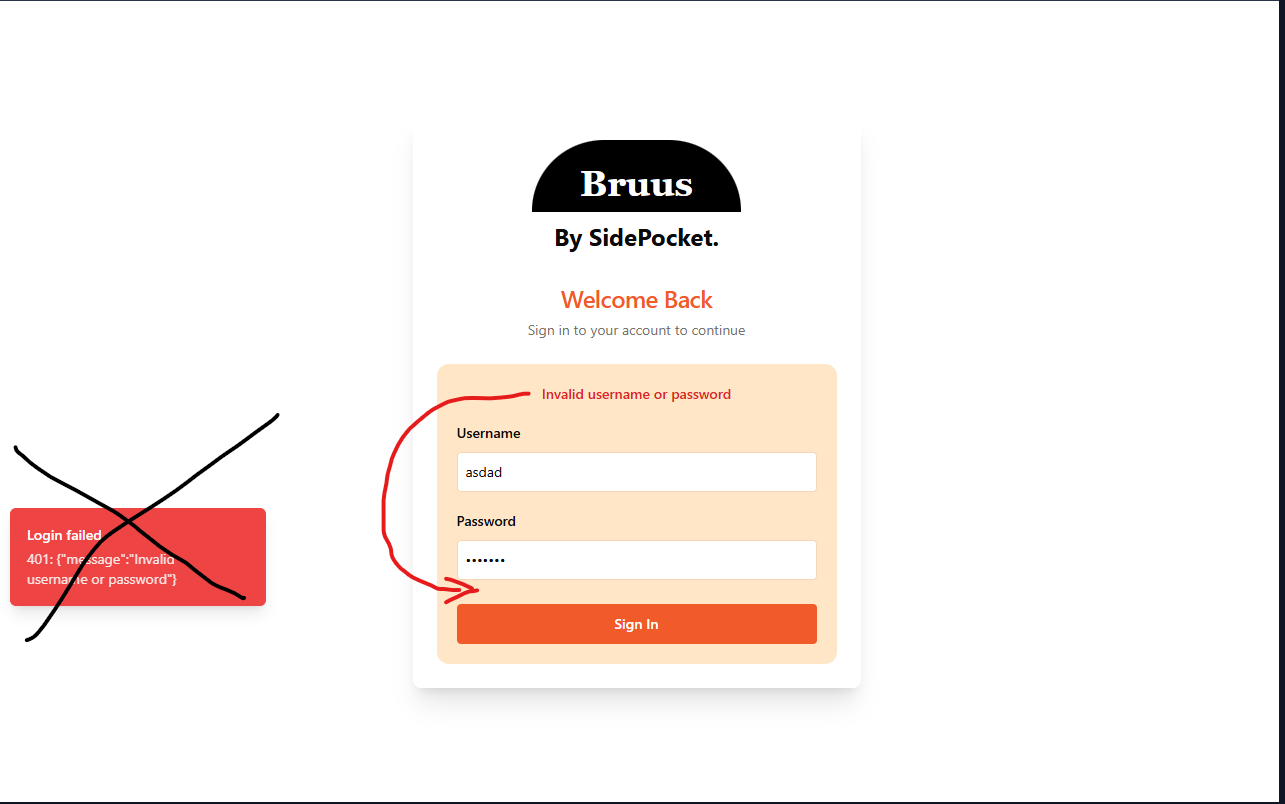 Bruus
By SidePocket.
Welcome Back
Sign in to your account to continue
Invalid username or password
Username
asdad
Password
•••••••
Sign In
Login failed
401: {"message":"Invalid
username or password"}